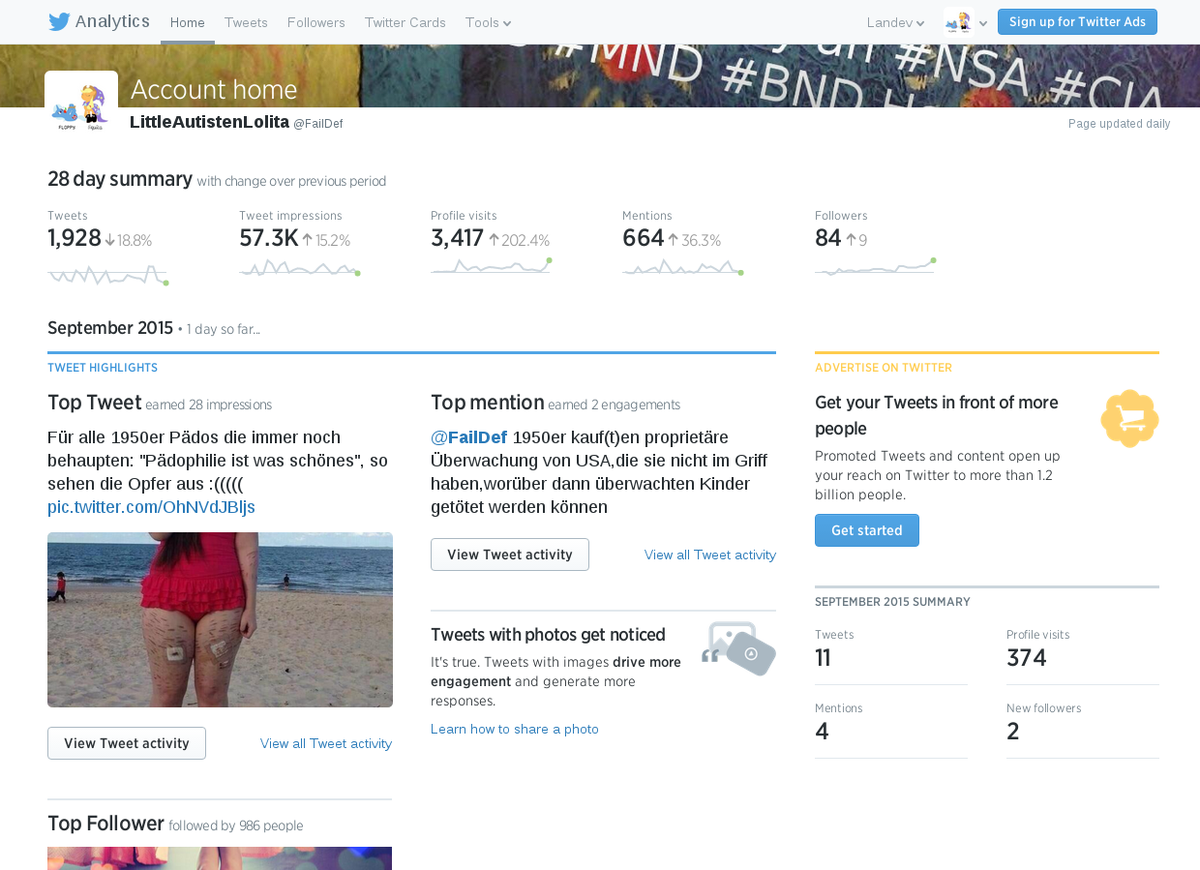 Analytics Home Tweets Followers Twitter Cards Tools Landev Sign up for Twitter Ads
#MND #BND #NSA #CIA
Account home
FLOPPY
LittleAutistenLolita @FailDef
Page updated daily
28 day summary with change over previous period
Tweets
1,928 ↓18.8%
Tweet impressions
57.3K ↑15.2%
Profile visits
3,417 ↑202.4%
Mentions
664 ↑36.3%
Followers
84 ↑9
September 2015 • 1 day so far...
TWEET HIGHLIGHTS
Top Tweet earned 28 impressions
Für alle 1950er Pädos die immer noch
behaupten: "Pädophilie ist was schönes", so
sehen die Opfer aus :(((((
pic.twitter.com/OhNVdJBljs
View Tweet activity
View all Tweet activity
Top Follower followed by 986 people
Top mention earned 2 engagements
@FailDef 1950er kauf(t)en proprietäre
Überwachung von USA,die sie nicht im Griff
haben,worüber dann überwachten Kinder
getötet werden können
View Tweet activity
View all Tweet activity
Tweets with photos get noticed
It's true. Tweets with images drive more
engagement and generate more
responses.
Learn how to share a photo
ADVERTISE ON TWITTER
Get your Tweets in front of more
people
Promoted Tweets and content open up
your reach on Twitter to more than 1.2
billion people.
Get started
SEPTEMBER 2015 SUMMARY
Tweets
11
Profile visits
374
Mentions
4
New followers
2